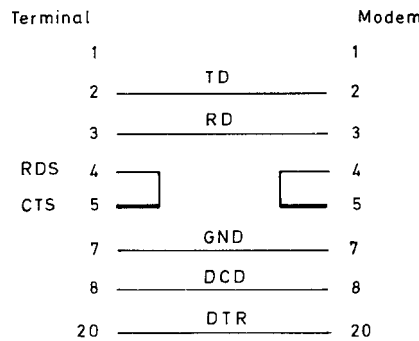 Terminal Modem
1 1
TD
2 2
RD
3 3
RDS 4 4
CTS 5 5
GND
7 7
DCD
8 8
DTR
20 20